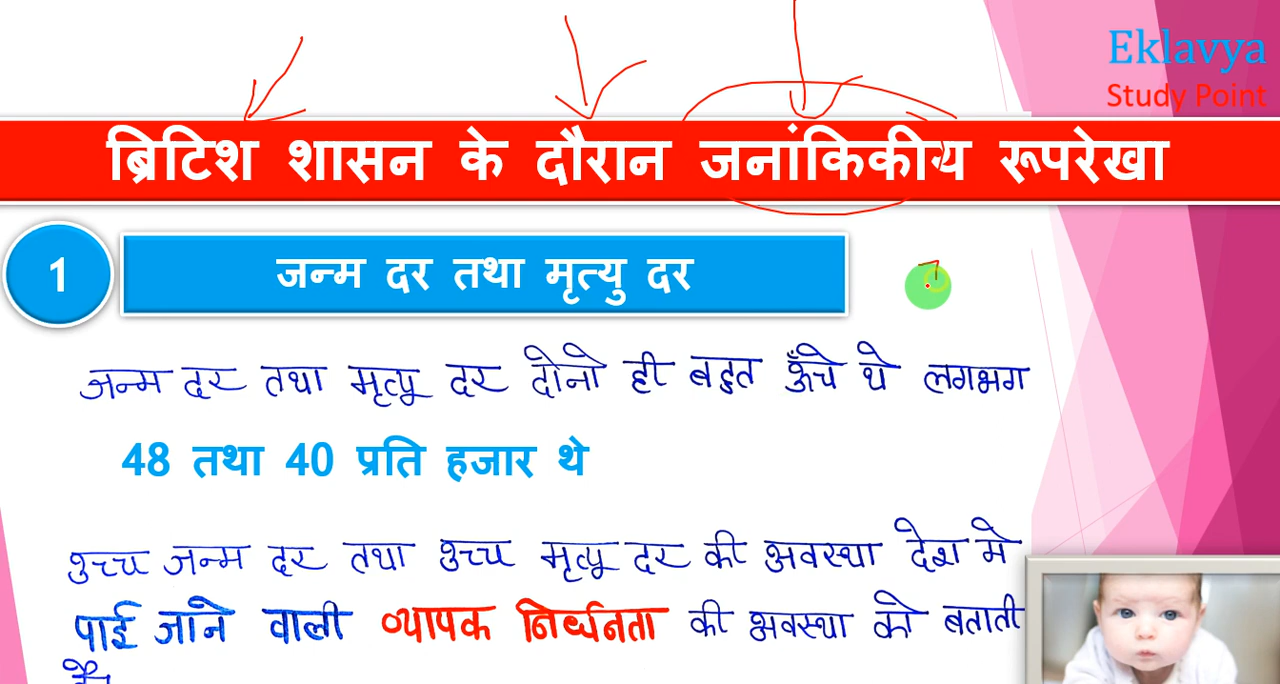 Eklavya
Study Point
ब्रिटिश शासन के दौरान जनांकिकीय रूपरेखा
1
जन्म दर तथा मृत्यु दर
जन्म दर तथा मृत्यू दर दोनो ही बहुत ऊँचे थे लगभग
48 तथा 40 प्रति हजार थे
उच्च जन्म दर तथा उच्च मृत्यू दर की अवस्था देश मे
पाई जाने वाली व्यापक निर्धनता की अवस्था को बताती
है